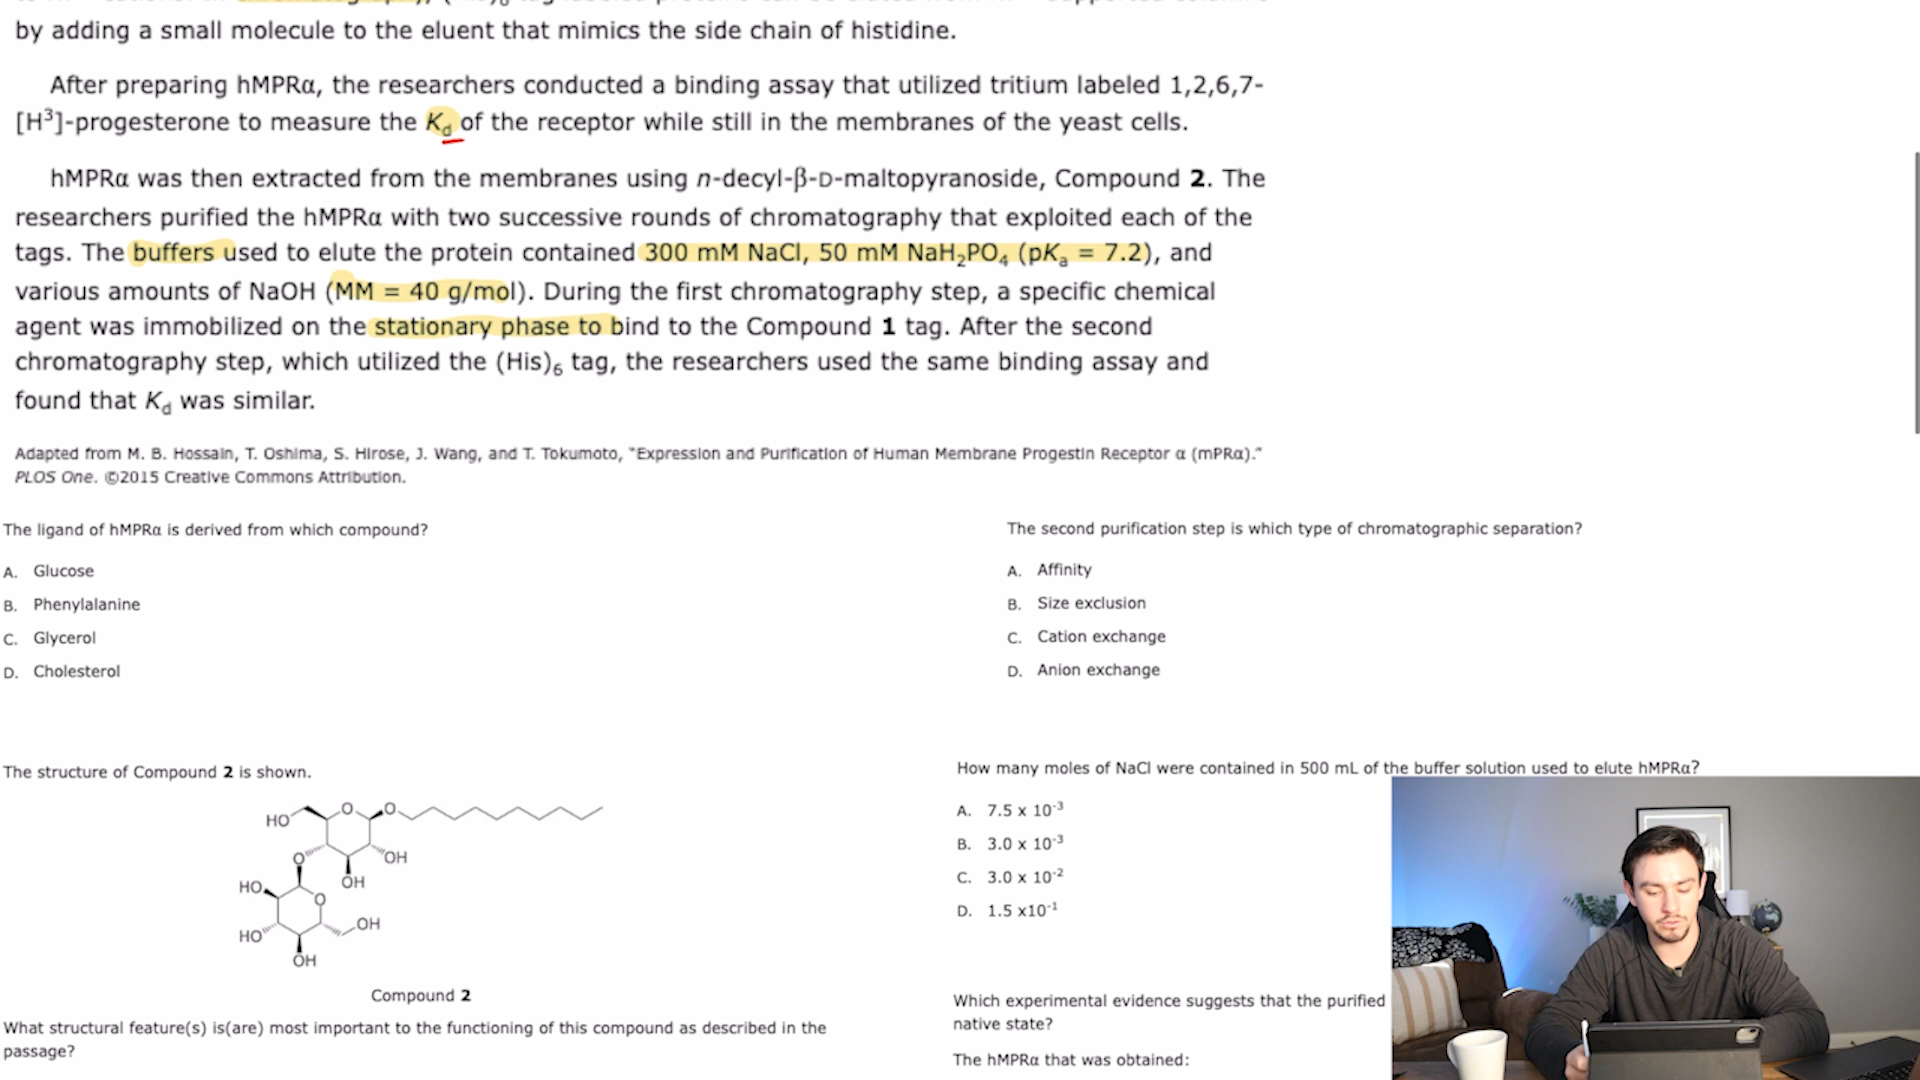 by adding a small molecule to the eluent that mimics the side chain of histidine.
After preparing hMPRα, the researchers conducted a binding assay that utilized tritium labeled 1,2,6,7-
[H³]-progesterone to measure the Kd of the receptor while still in the membranes of the yeast cells.
hMPRα was then extracted from the membranes using n-decyl-β-D-maltopyranoside, Compound 2. The
researchers purified the hMPRα with two successive rounds of chromatography that exploited each of the
tags. The buffers used to elute the protein contained 300 mM NaCl, 50 mM NaH₂PO₄ (pKa = 7.2), and
various amounts of NaOH (MM = 40 g/mol). During the first chromatography step, a specific chemical
agent was immobilized on the stationary phase to bind to the Compound 1 tag. After the second
chromatography step, which utilized the (His)₆ tag, the researchers used the same binding assay and
found that Kd was similar.
Adapted from M. B. Hossain, T. Oshima, S. Hirose, J. Wang, and T. Tokumoto, "Expression and Purification of Human Membrane Progestin Receptor α (mPRα)."
PLOS One. ©2015 Creative Commons Attribution.
The ligand of hMPRα is derived from which compound?
A. Glucose
B. Phenylalanine
C. Glycerol
D. Cholesterol
The second purification step is which type of chromatographic separation?
A. Affinity
B. Size exclusion
C. Cation exchange
D. Anion exchange
The structure of Compound 2 is shown.
HO
O
O
O
OH
OH
HO
O
OH
HO
OH
Compound 2
What structural feature(s) is(are) most important to the functioning of this compound as described in the
passage?
How many moles of NaCl were contained in 500 mL of the buffer solution used to elute hMPRα?
A. 7.5 x 10⁻³
B. 3.0 x 10⁻³
C. 3.0 x 10⁻²
D. 1.5 x10⁻¹
Which experimental evidence suggests that the purified
native state?
The hMPRα that was obtained: